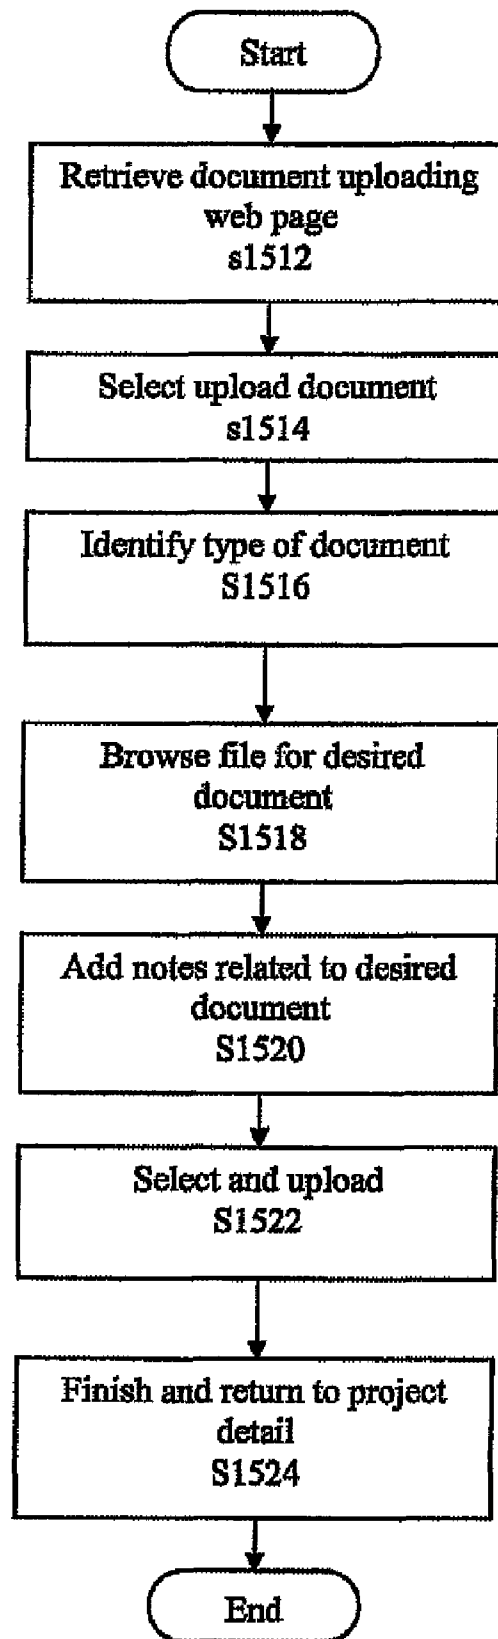 Start
Retrieve document uploading
web page
s1512
Select upload document
s1514
Identify type of document
S1516
Browse file for desired
document
S1518
Add notes related to desired
document
S1520
Select and upload
S1522
Finish and return to project
detail
S1524
End